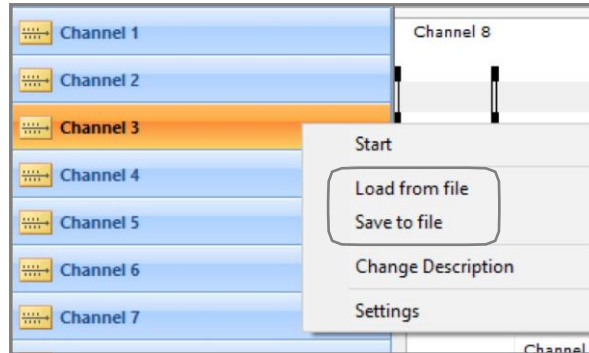 Channel 1
Channel 2
Channel 3
Channel 4
Channel 5
Channel 6
Channel 7
Channel 8
Start
Load from file
Save to file
Change Description
Settings
Channel